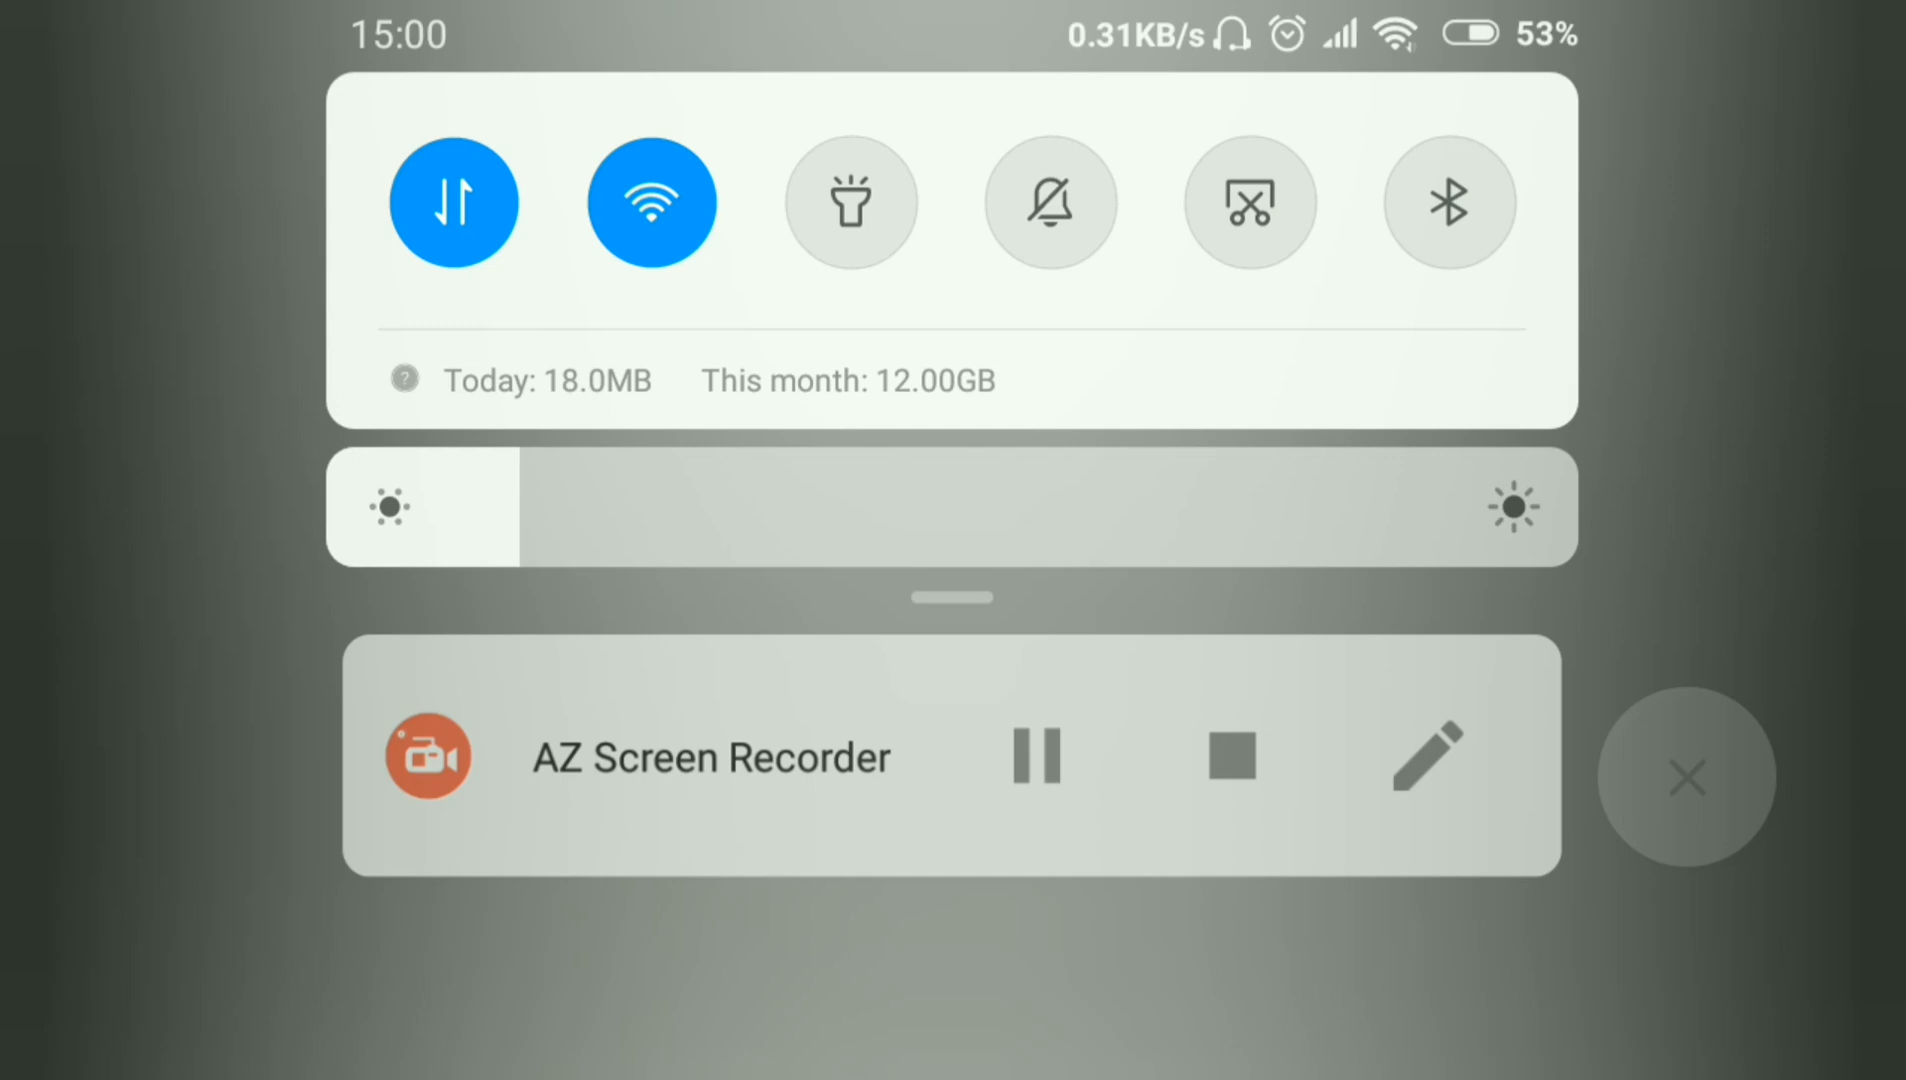 15:00
0.31KB/s 53%
Today: 18.0MB This month: 12.00GB
AZ Screen Recorder